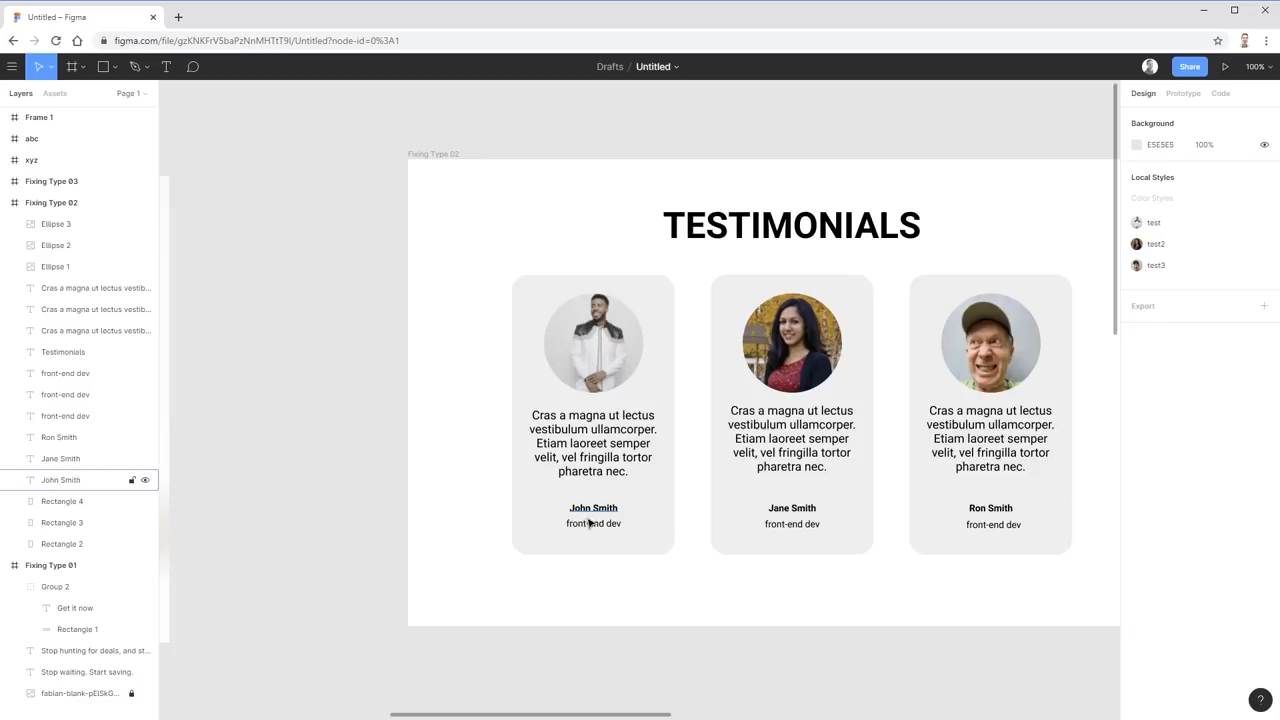 Untitled – Figma
figma.com/file/gzKNKFrV5baPzNnMHTtT9l/Untitled?node-id=0%3A1
Drafts / Untitled
Share
100%
Layers
Assets
Page 1
Frame 1
abc
xyz
Fixing Type 03
Fixing Type 02
Ellipse 3
Ellipse 2
Ellipse 1
Cras a magna ut lectus vestib...
Cras a magna ut lectus vestib...
Cras a magna ut lectus vestib...
Testimonials
front-end dev
front-end dev
front-end dev
Ron Smith
Jane Smith
John Smith
Rectangle 4
Rectangle 3
Rectangle 2
Fixing Type 01
Group 2
Get it now
Rectangle 1
Stop hunting for deals, and st...
Stop waiting. Start saving.
fabian-blank-pElSkG...
Fixing Type 02
TESTIMONIALS
Cras a magna ut lectus
vestibulum ullamcorper.
Etiam laoreet semper
velit, vel fringilla tortor
pharetra nec.
John Smith
front-end dev
Cras a magna ut lectus
vestibulum ullamcorper.
Etiam laoreet semper
velit, vel fringilla tortor
pharetra nec.
Jane Smith
front-end dev
Cras a magna ut lectus
vestibulum ullamcorper.
Etiam laoreet semper
velit, vel fringilla tortor
pharetra nec.
Ron Smith
front-end dev
Design
Prototype
Code
Background
E5E5E5
100%
Local Styles
Color Styles
test
test2
test3
Export
?